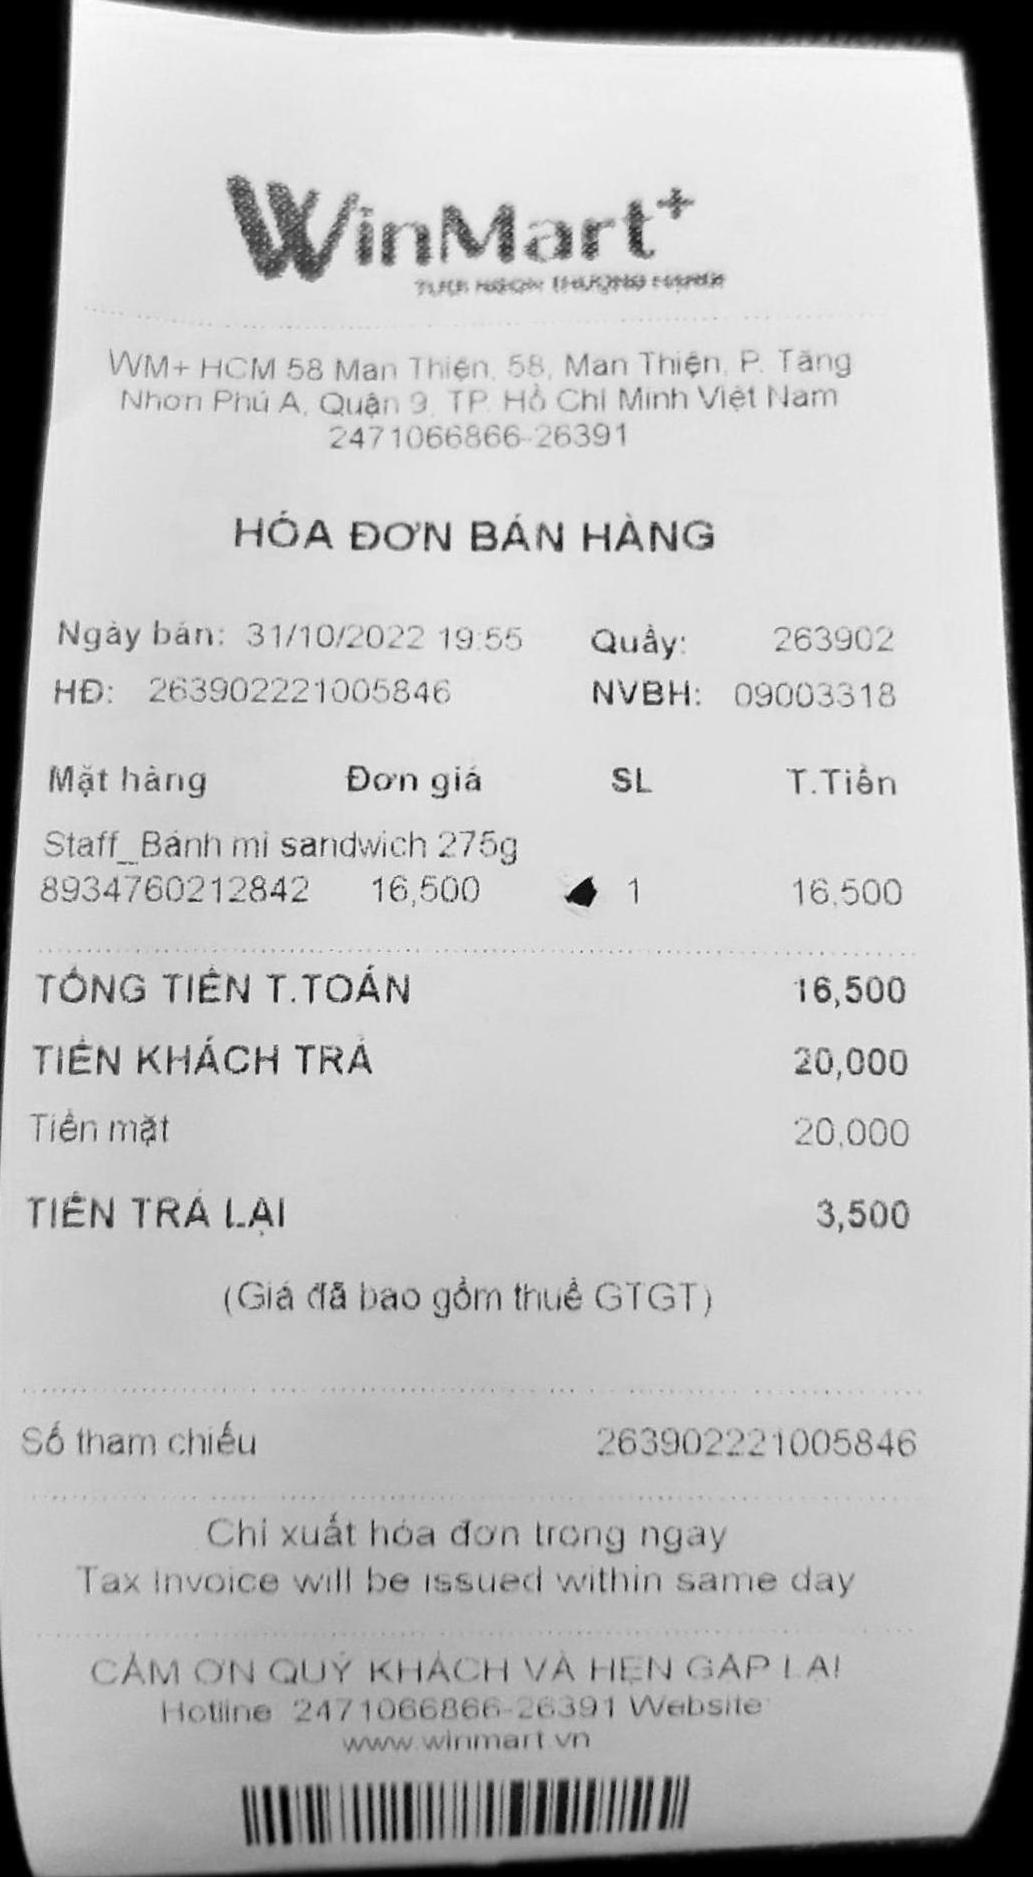 WinMart+
WM+ HCM 58 Man Thiện, 58, Man Thiện, P. Tăng
Nhơn Phú A, Quận 9, TP. Hồ Chí Minh Việt Nam
2471066866-26391
HÓA ĐƠN BÁN HÀNG
Ngày bán: 31/10/2022 19:55 Quầy: 263902
HĐ: 263902221005846 NVBH: 09003318
Mặt hàng Đơn giá SL T.Tiền
Staff_Bánh mì sandwich 275g
8934760212842 16,500 1 16,500
TỔNG TIỀN T.TOÁN 16,500
TIỀN KHÁCH TRẢ 20,000
Tiền mặt 20,000
TIỀN TRẢ LẠI 3,500
(Giá đã bao gồm thuế GTGT)
Số tham chiếu 263902221005846
Chỉ xuất hóa đơn trong ngày
Tax Invoice will be issued within same day
CẢM ƠN QUÝ KHÁCH VÀ HẸN GẶP LẠI
Hotline: 2471066866-26391 Website:
www.winmart.vn